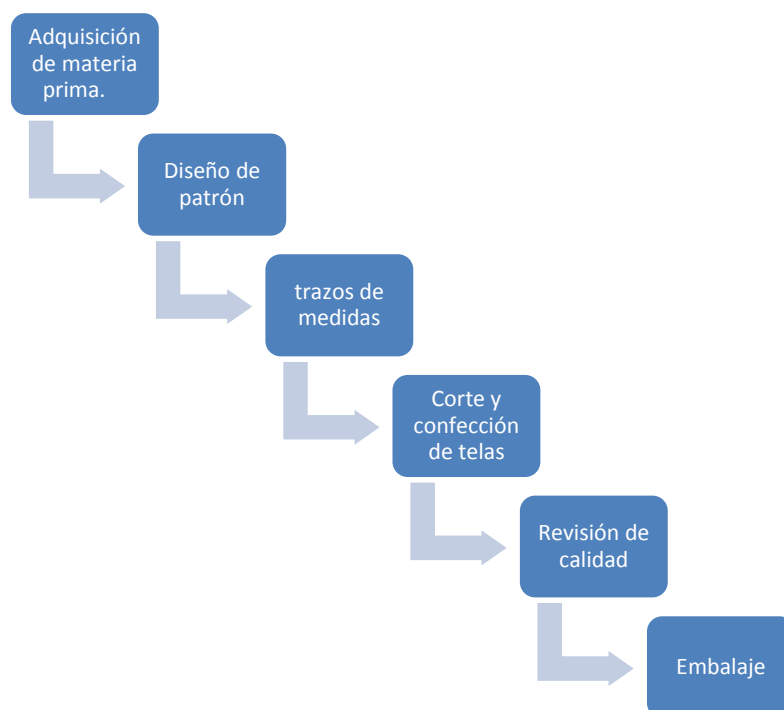 Adquisición
de materia
prima.
Diseño de
patrón
trazos de
medidas
Corte y
confección
de telas
Revisión de
calidad
Embalaje